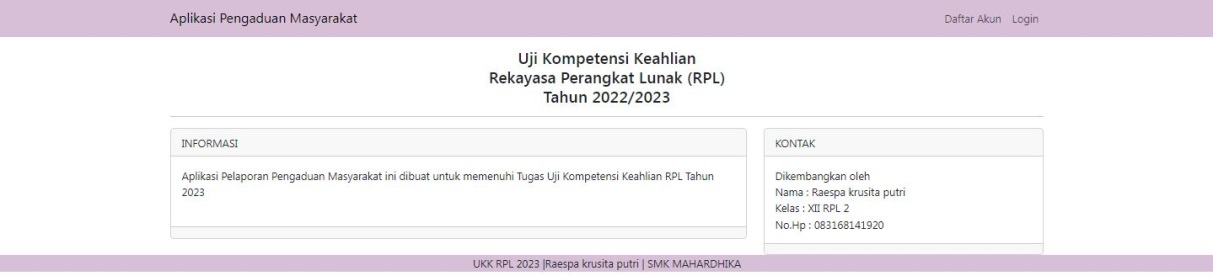 Aplikasi Pengaduan Masyarakat
Daftar Akun Login
Uji Kompetensi Keahlian
Rekayasa Perangkat Lunak (RPL)
Tahun 2022/2023
INFORMASI
Aplikasi Pelaporan Pengaduan Masyarakat ini dibuat untuk memenuhi Tugas Uji Kompetensi Keahlian RPL Tahun
2023
KONTAK
Dikembangkan oleh
Nama : Raespa krusita putri
Kelas : XII RPL 2
No.Hp : 083168141920
UKK RPL 2023 |Raespa krusita putri | SMK MAHARDHIKA